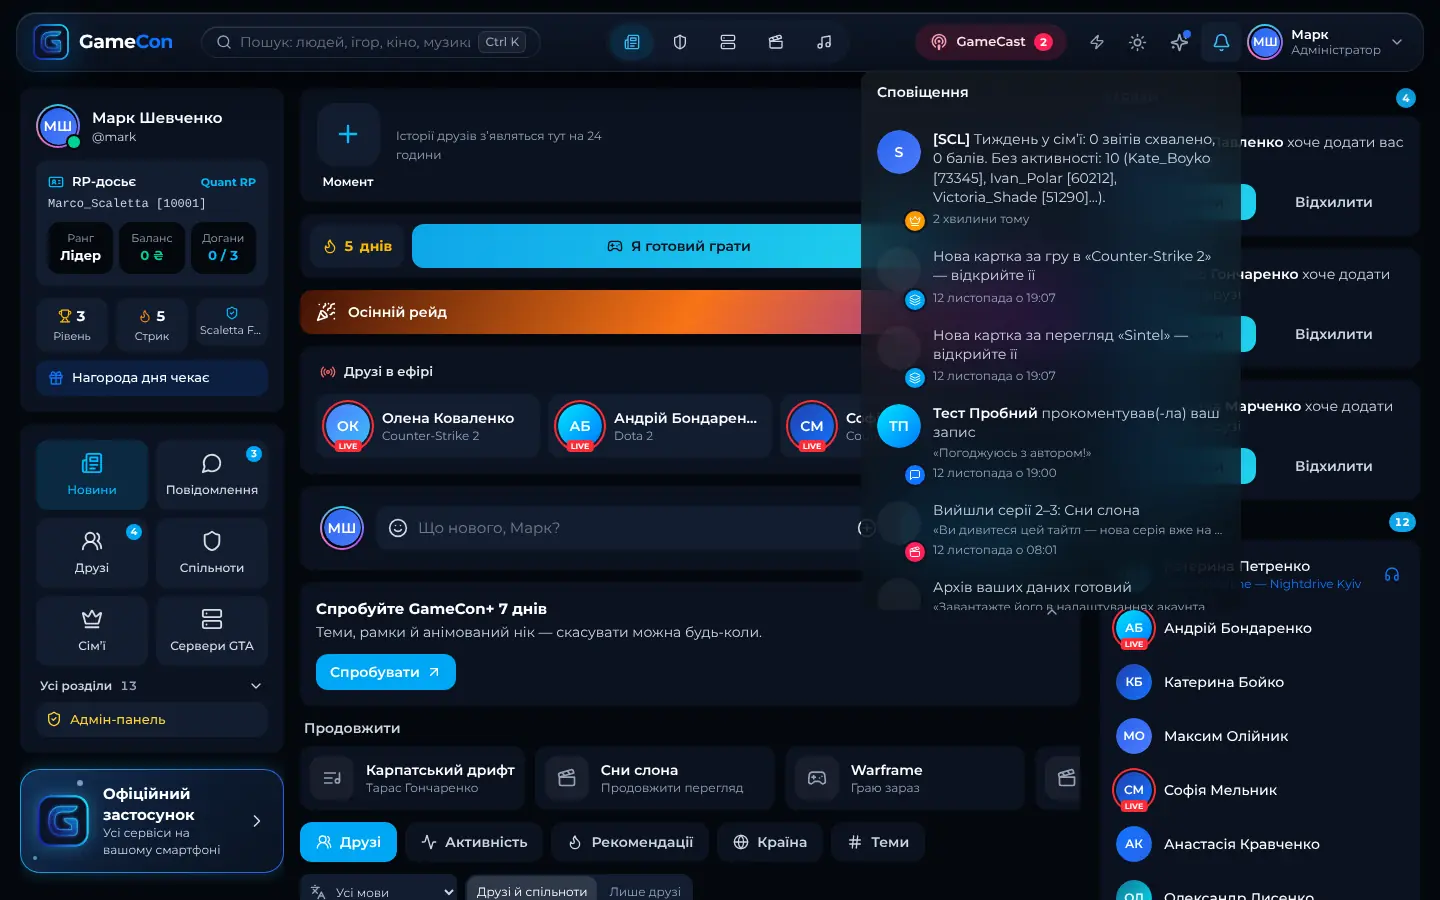 GameCon
Пошук: людей, ігор, кіно, музики
Ctrl K
GameCast 2
МШ
Марк
Адміністратор
МШ
Марк Шевченко
@mark
RP-досьє
Quant RP
Marco_Scaletta [10001]
Ранг
Лідер
Баланс
0 ₴
Догани
0 / 3
3
Рівень
5
Стрик
Scaletta F...
Нагорода дня чекає
Новини
3
Повідомлення
4
Друзі
Спільноти
Сім’ї
Сервери GTA
Усі розділи 13
Адмін-панель
Офіційний
застосунок
Усі сервіси на
вашому смартфоні
Історії друзів з’являться тут на 24
години
Момент
5 днів
Я готовий грати
Осінній рейд
Друзі в ефірі
ОК
LIVE
Олена Коваленко
Counter-Strike 2
АБ
LIVE
Андрій Бондарен...
Dota 2
СМ
LIVE
МШ
Що нового, Марк?
Спробуйте GameCon+ 7 днів
Теми, рамки й анімований нік — скасувати можна будь-коли.
Спробувати
Продовжити
Карпатський дрифт
Тарас Гончаренко
Сни слона
Продовжити перегляд
Warframe
Граю зараз
Друзі
Активність
Рекомендації
Країна
Теми
Усі мови
Друзі й спільноти
Лише друзі
Сповіщення
S
[SCL] Тиждень у сім’ї: 0 звітів схвалено,
0 балів. Без активності: 10 (Kate_Boyko
[73345], Ivan_Polar [60212],
Victoria_Shade [51290]…).
2 хвилини тому
Нова картка за гру в «Counter-Strike 2»
— відкрийте її
12 листопада о 19:07
Нова картка за перегляд «Sintel» —
відкрийте її
12 листопада о 19:07
ТП
Тест Пробний прокоментував(-ла) ваш
запис
«Погоджуюсь з автором!»
12 листопада о 19:00
Вийшли серії 2–3: Сни слона
«Ви дивитеся цей тайтл — нова серія вже на ...
12 листопада о 08:01
Архів ваших даних готовий
«Завантажте його в налаштуваннях акаунта
4
хоче додати вас
Відхилити
Гончаренко хоче додати
Відхилити
Марченко хоче додати
Відхилити
12
Петренко
— Nightdrive Kyiv
АБ
LIVE
Андрій Бондаренко
КБ
Катерина Бойко
МО
Максим Олійник
СМ
LIVE
Софія Мельник
АК
Анастасія Кравченко
ОЛ
Олександр Лисенко